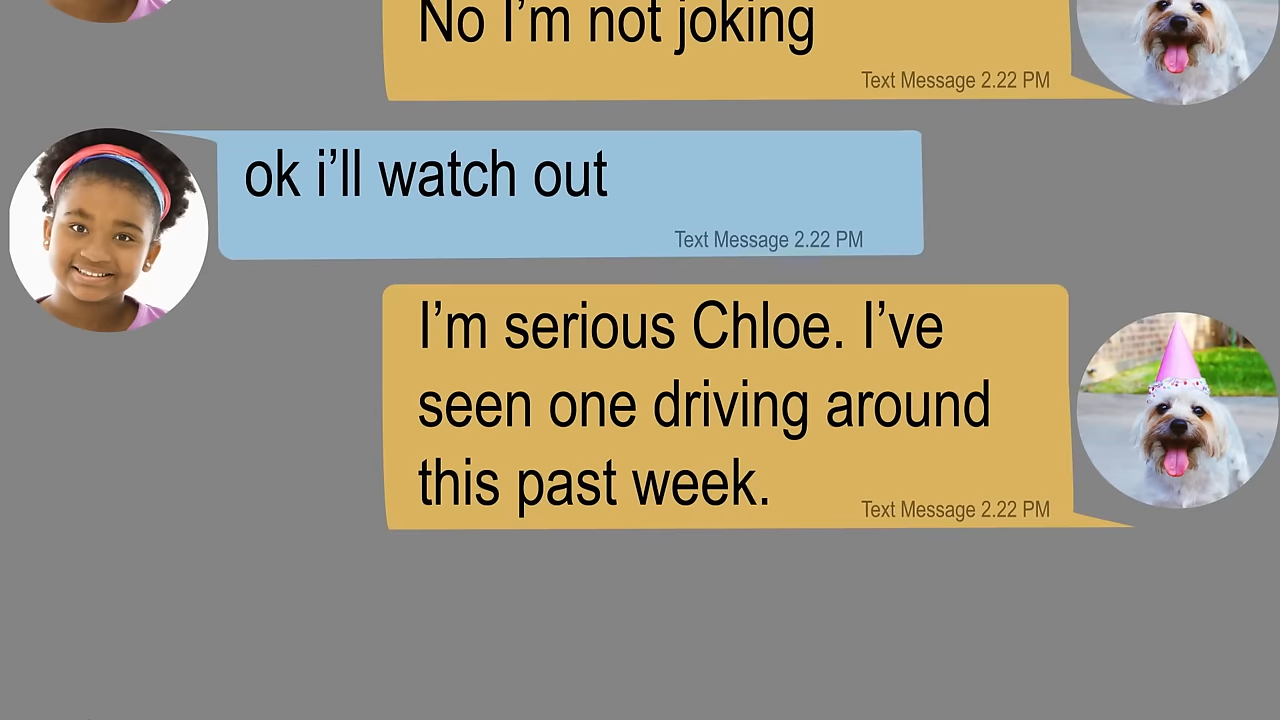 No I’m not joking
Text Message 2.22 PM
ok i’ll watch out
Text Message 2.22 PM
I’m serious Chloe. I’ve
seen one driving around
this past week.
Text Message 2.22 PM